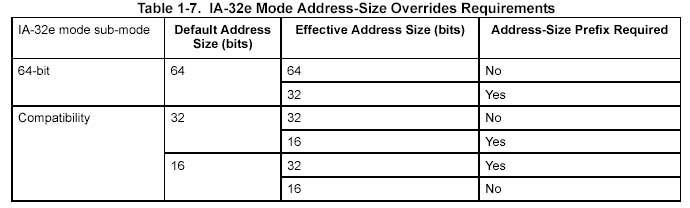 Table 1-7. IA-32e Mode Address-Size Overrides Requirements
IA-32e mode sub-mode Default Address Size (bits) Effective Address Size (bits) Address-Size Prefix Required
64-bit 64 64 No
32 Yes
Compatibility 32 32 No
16 Yes
16 32 Yes
16 No